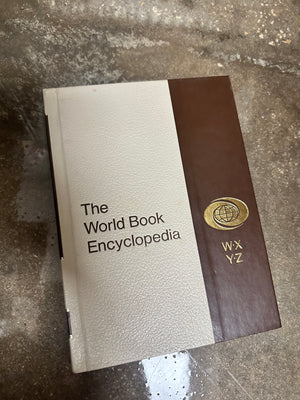 The
World Book
Encyclopedia
W·X
Y·Z